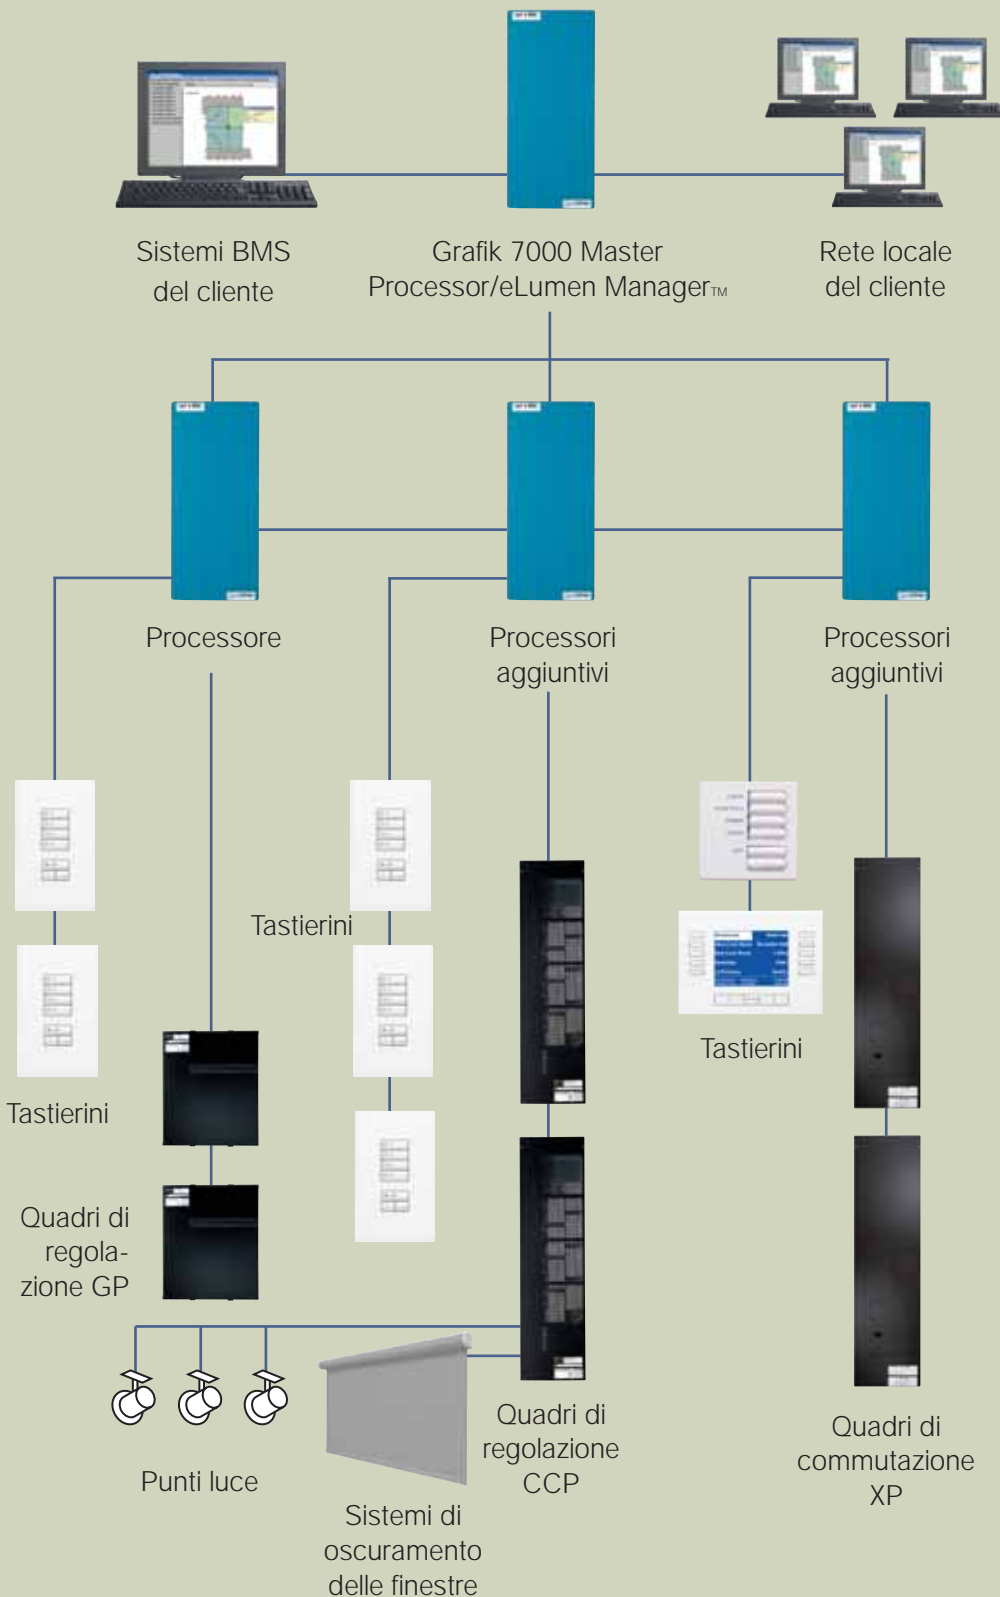 Sistemi BMS
del cliente
Grafik 7000 Master
Processor/eLumen Manager™
Rete locale
del cliente
Processore
Processori
aggiuntivi
Processori
aggiuntivi
Tastierini
Tastierini
Tastierini
Quadri di
regola-
zione GP
Punti luce
Sistemi di
oscuramento
delle finestre
Quadri di
regolazione
CCP
Quadri di
commutazione
XP